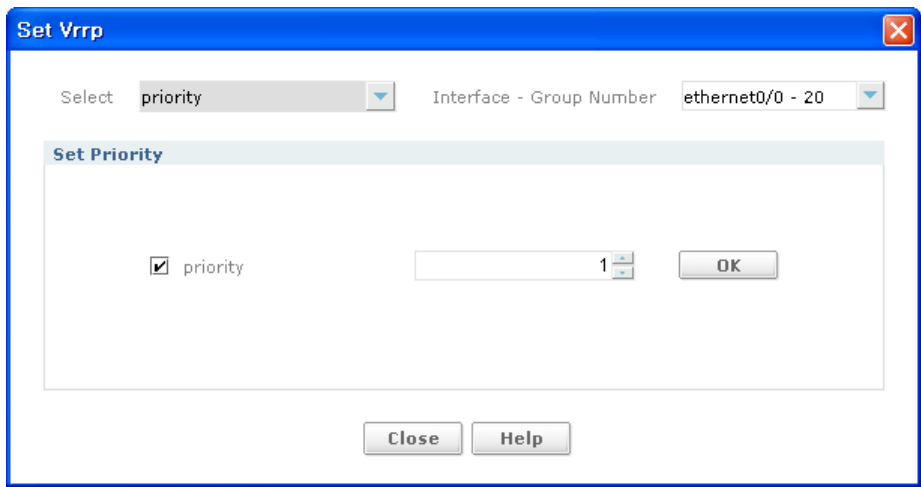 Set Vrrp
Select priority Interface - Group Number ethernet0/0 - 20
Set Priority
priority 1 OK
Close Help